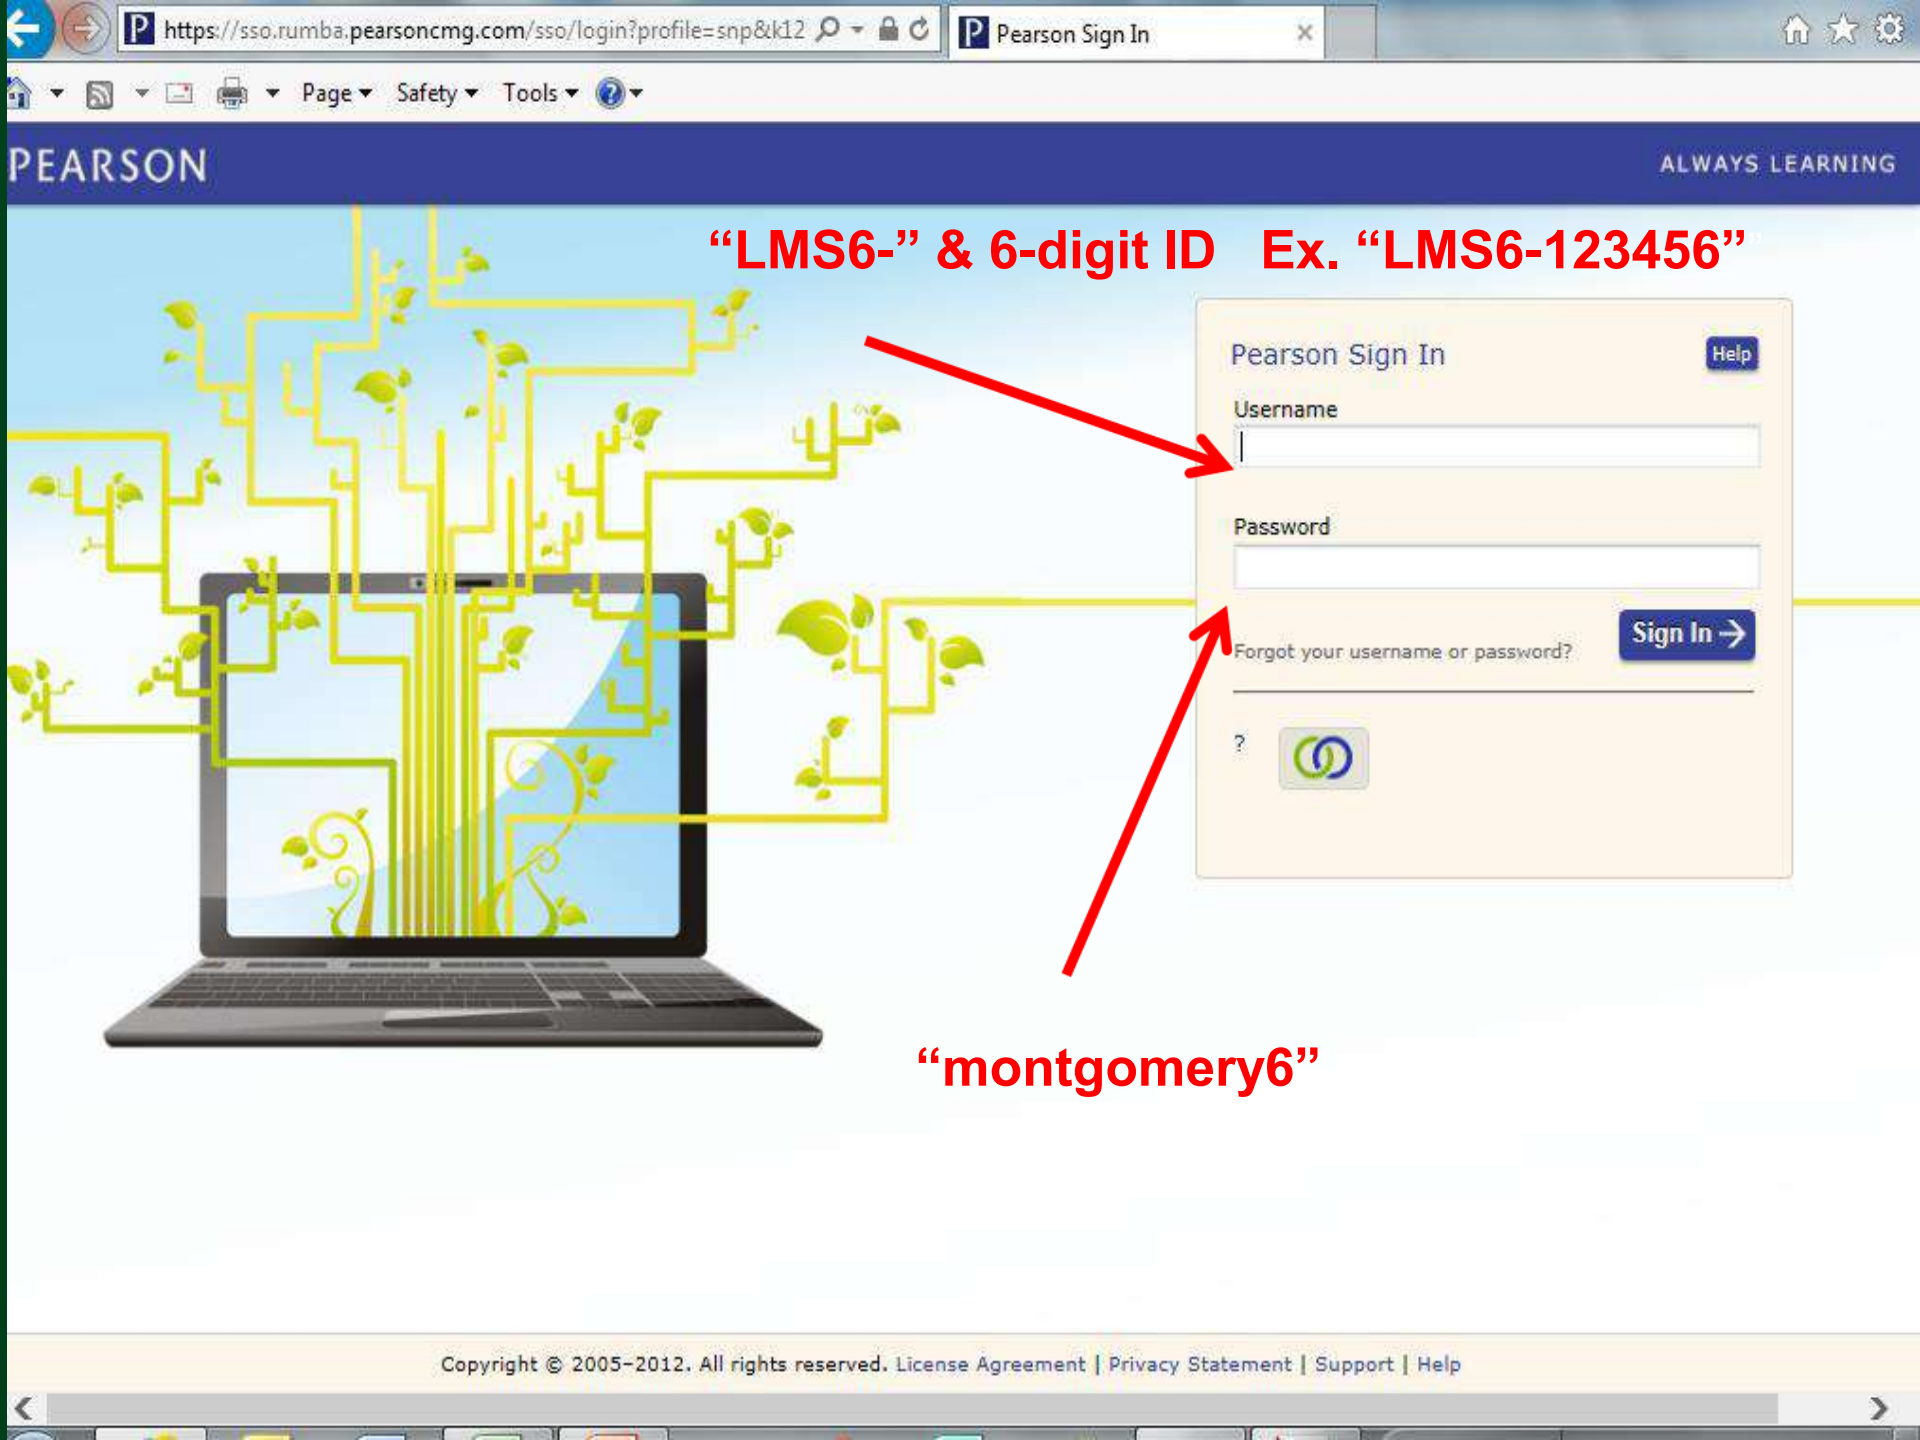 https://sso.rumba.pearsoncmg.com/sso/login?profile=snp&k12
Pearson Sign In
Page
Safety
Tools
PEARSON
ALWAYS LEARNING
“LMS6-” & 6-digit ID Ex. “LMS6-123456”
Pearson Sign In
Help
Username
Password
Forgot your username or password?
Sign In
?
“montgomery6”
Copyright © 2005-2012. All rights reserved. License Agreement | Privacy Statement | Support | Help